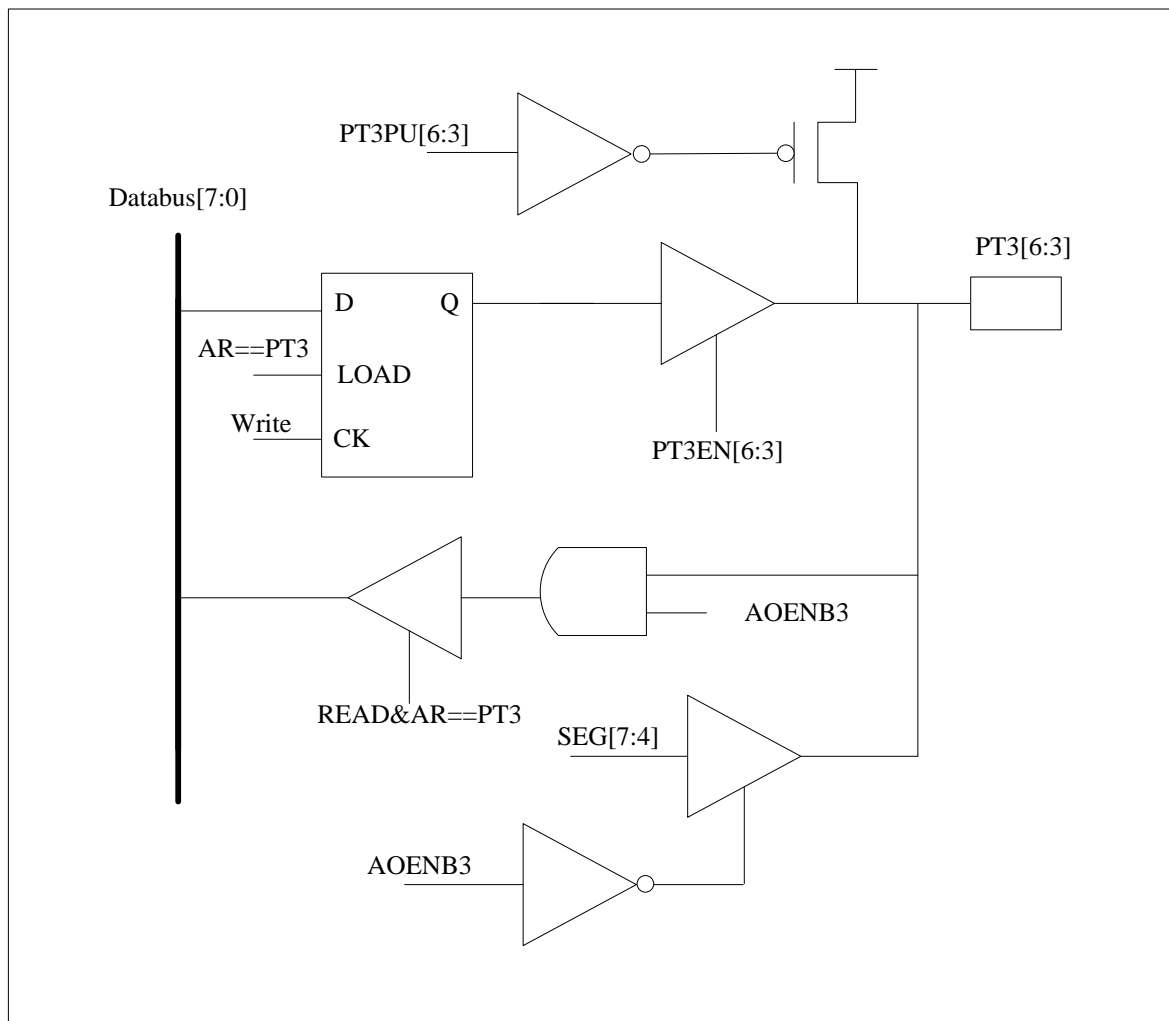 PT3PU[6:3]
Databus[7:0]
PT3[6:3]
D
Q
AR==PT3
LOAD
Write
CK
PT3EN[6:3]
AOENB3
READ&AR==PT3
SEG[7:4]
AOENB3